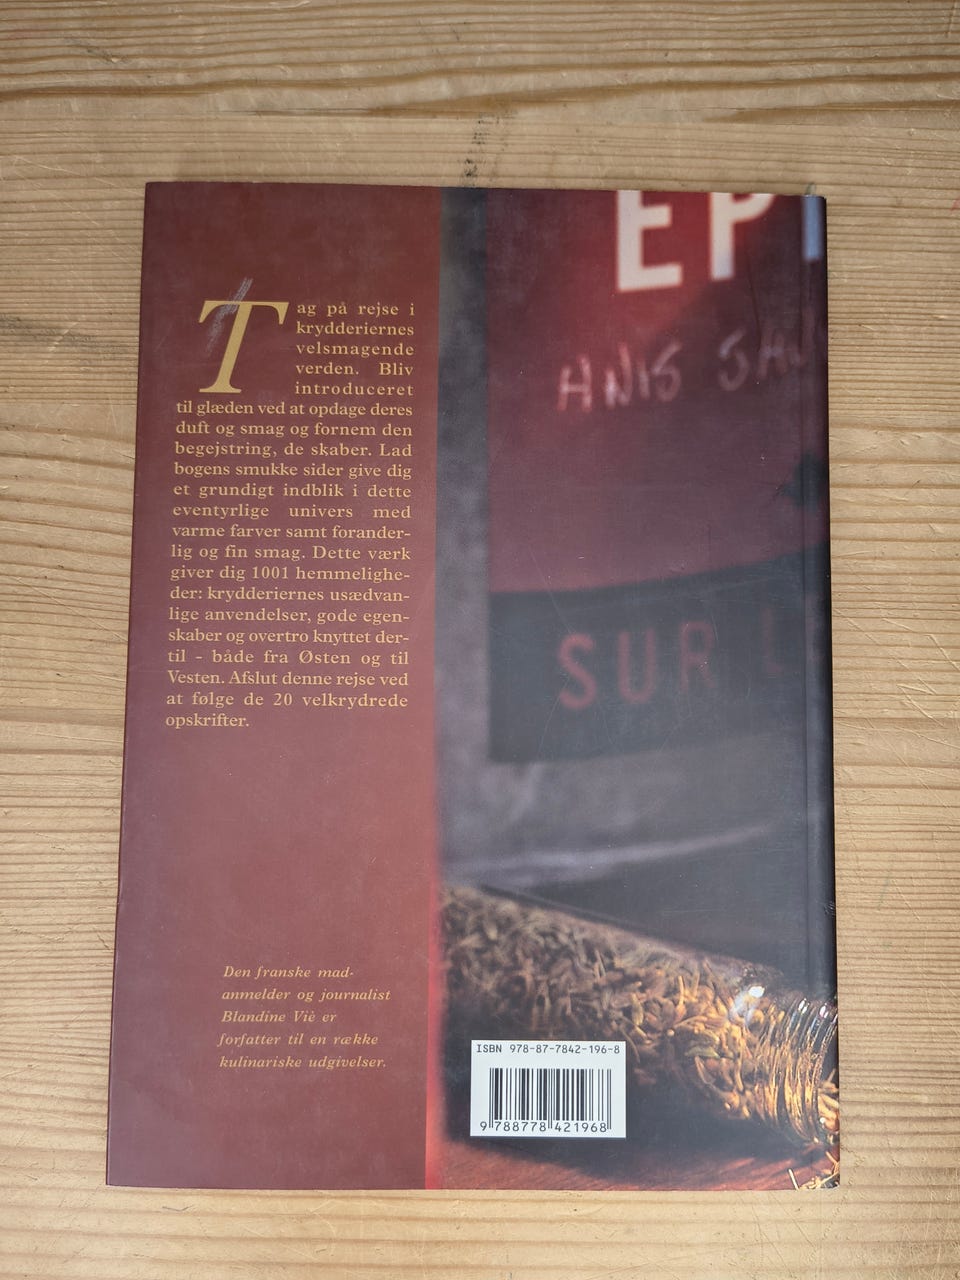 Tag på rejse i
krydderiernes
velsmagende
verden. Bliv
introduceret
til glæden ved at opdage deres
duft og smag og fornem den
begejstring, de skaber. Lad
bogens smukke sider give dig
et grundigt indblik i dette
eventyrlige univers med
varme farver samt forander-
lig og fin smag. Dette værk
giver dig 1001 hemmelighe-
der: krydderiernes usædvan-
lige anvendelser, gode egen-
skaber og overtro knyttet der-
til - både fra Østen og til
Vesten. Afslut denne rejse ved
at følge de 20 velkrydrede
opskrifter.
Den franske mad-
anmelder og journalist
Blandine Viè er
forfatter til en række
kulinariske udgivelser.
EP
ANIS
SUR
ISBN 978-87-7842-196-8
9 788778 421968